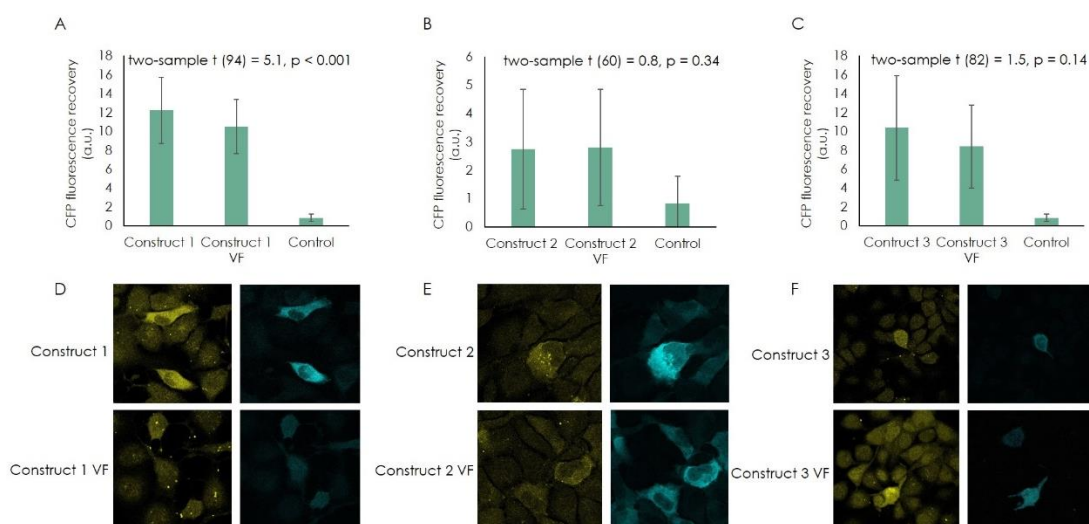 A
CFP fluorescence recovery
(a.u.)
18
16
14
12
10
8
6
4
2
0
two-sample t (94) = 5.1, p < 0.001
Construct 1
Construct 1
VF
Control
B
CFP fluorescence recovery
(a.u.)
6
5
4
3
2
1
0
two-sample t (60) = 0.8, p = 0.34
Construct 2
Construct 2
VF
Control
C
CFP fluorescence recovery
(a.u.)
18
16
14
12
10
8
6
4
2
0
two-sample t (82) = 1.5, p = 0.14
Contruct 3
Construct 3
VF
Control
D
Construct 1
Construct 1 VF
E
Construct 2
Construct 2 VF
F
Construct 3
Construct 3 VF